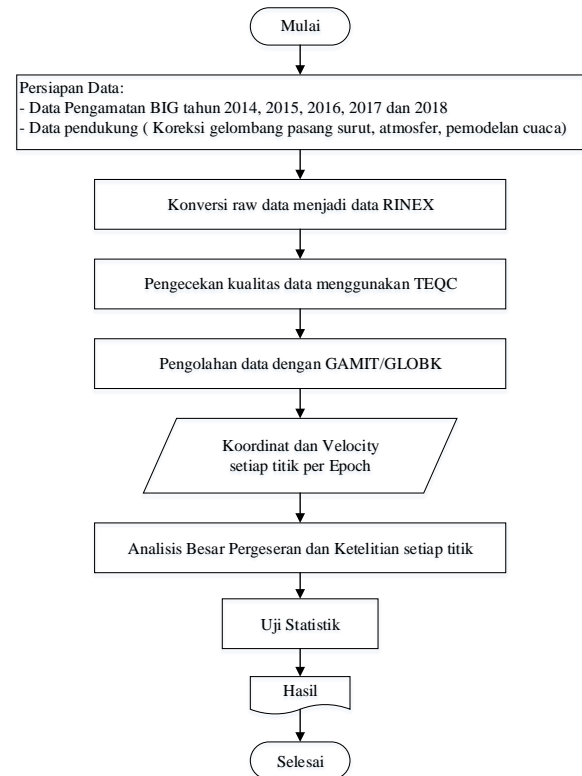 Mulai
Persiapan Data:
- Data Pengamatan BIG tahun 2014, 2015, 2016, 2017 dan 2018
- Data pendukung ( Koreksi gelombang pasang surut, atmosfer, pemodelan cuaca)
Konversi raw data menjadi data RINEX
Pengecekan kualitas data menggunakan TEQC
Pengolahan data dengan GAMIT/GLOBK
Koordinat dan Velocity
setiap titik per Epoch
Analisis Besar Pergeseran dan Ketelitian setiap titik
Uji Statistik
Hasil
Selesai